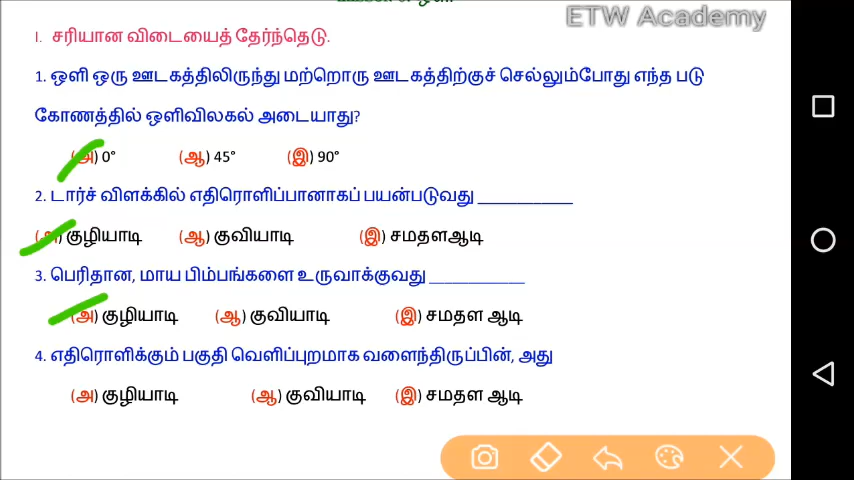 ETW Academy
I. சரியான விடையைத் தேர்ந்தெடு.
1. ஒளி ஒரு ஊடகத்திலிருந்து மற்றொரு ஊடகத்திற்குச் செல்லும்போது எந்த படு
கோணத்தில் ஒளிவிலகல் அடையாது?
(அ) 0° (ஆ) 45° (இ) 90°
2. டார்ச் விளக்கில் எதிரொளிப்பானாகப் பயன்படுவது ____________
(அ) குழியாடி (ஆ) குவியாடி (இ) சமதளஆடி
3. பெரிதான, மாய பிம்பங்களை உருவாக்குவது ____________
(அ) குழியாடி (ஆ) குவியாடி (இ) சமதள ஆடி
4. எதிரொளிக்கும் பகுதி வெளிப்புறமாக வளைந்திருப்பின், அது
(அ) குழியாடி (ஆ) குவியாடி (இ) சமதள ஆடி